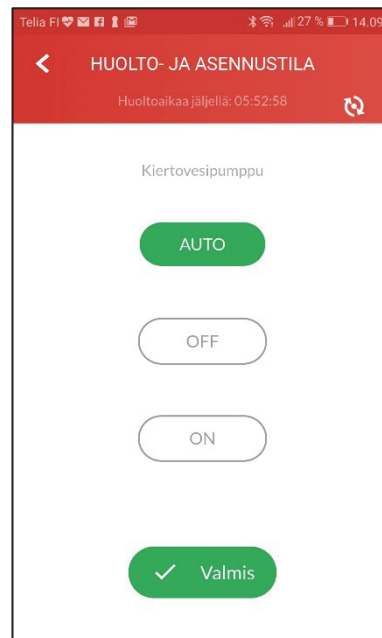 Telia FI 27 % 14.09
HUOLTO- JA ASENNUSTILA
Huoltoaikaa jäljellä: 05:52:58
Kiertovesipumppu
AUTO
OFF
ON
Valmis